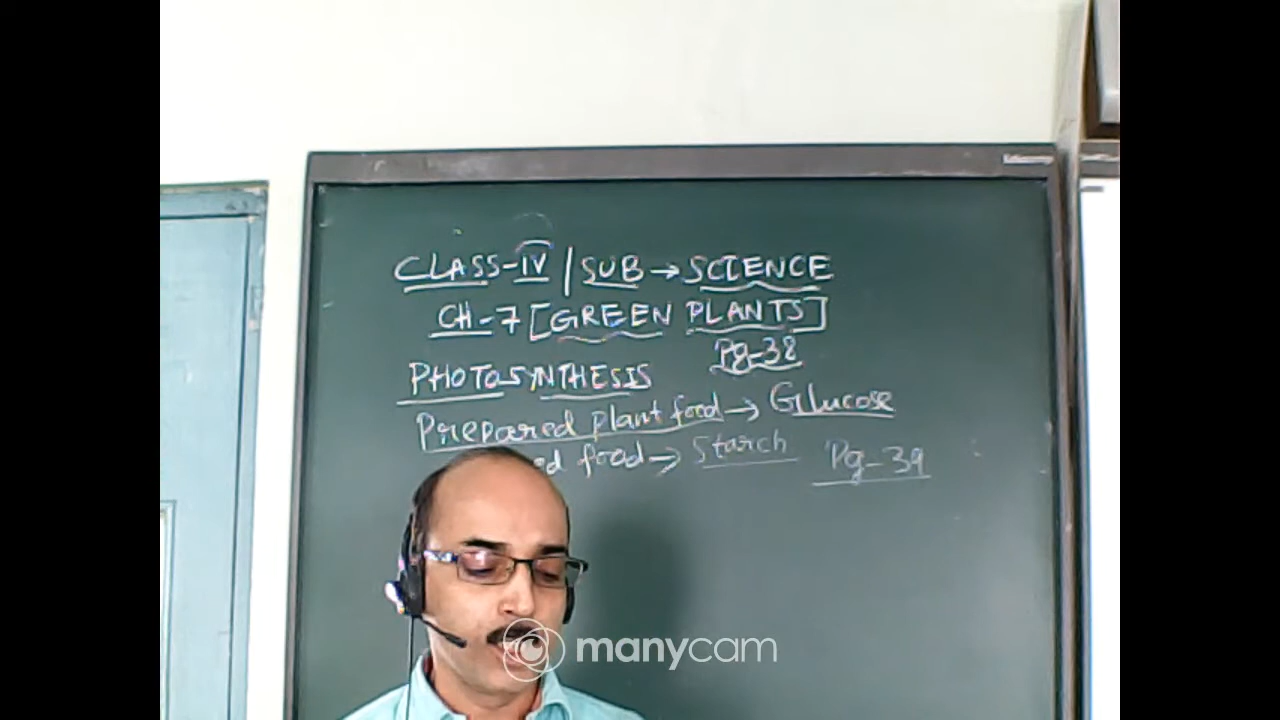 CLASS-IV / SUB → SCIENCE
CH-7 [GREEN PLANTS]
Pg-38
PHOTOSYNTHESIS
Prepared plant food → Glucose
food → Starch Pg-39
manycam